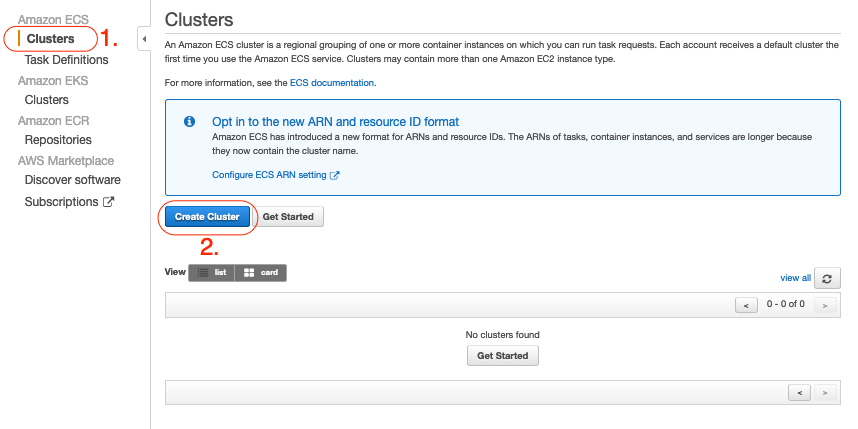 Amazon ECS
Clusters
1.
Task Definitions
Amazon EKS
Clusters
Amazon ECR
Repositories
AWS Marketplace
Discover software
Subscriptions
Clusters
An Amazon ECS cluster is a regional grouping of one or more container instances on which you can run task requests. Each account receives a default cluster the
first time you use the Amazon ECS service. Clusters may contain more than one Amazon EC2 instance type.
For more information, see the ECS documentation.
Opt in to the new ARN and resource ID format
Amazon ECS has introduced a new format for ARNs and resource IDs. The ARNs of tasks, container instances, and services are longer because
they now contain the cluster name.
Configure ECS ARN setting
Create Cluster Get Started
2.
View list card
view all
< 0 - 0 of 0 >
No clusters found
Get Started
< >